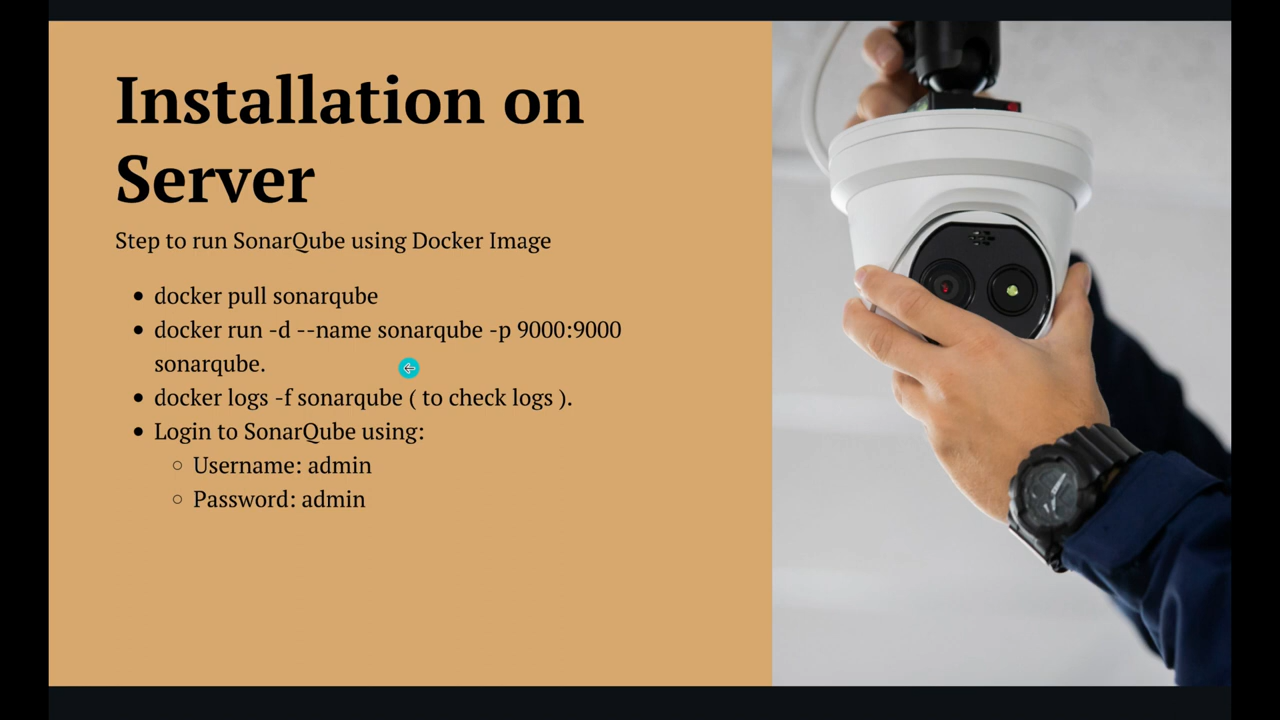 Installation on
Server
Step to run SonarQube using Docker Image
docker pull sonarqube
docker run -d --name sonarqube -p 9000:9000
sonarqube.
docker logs -f sonarqube ( to check logs ).
Login to SonarQube using:
Username: admin
Password: admin